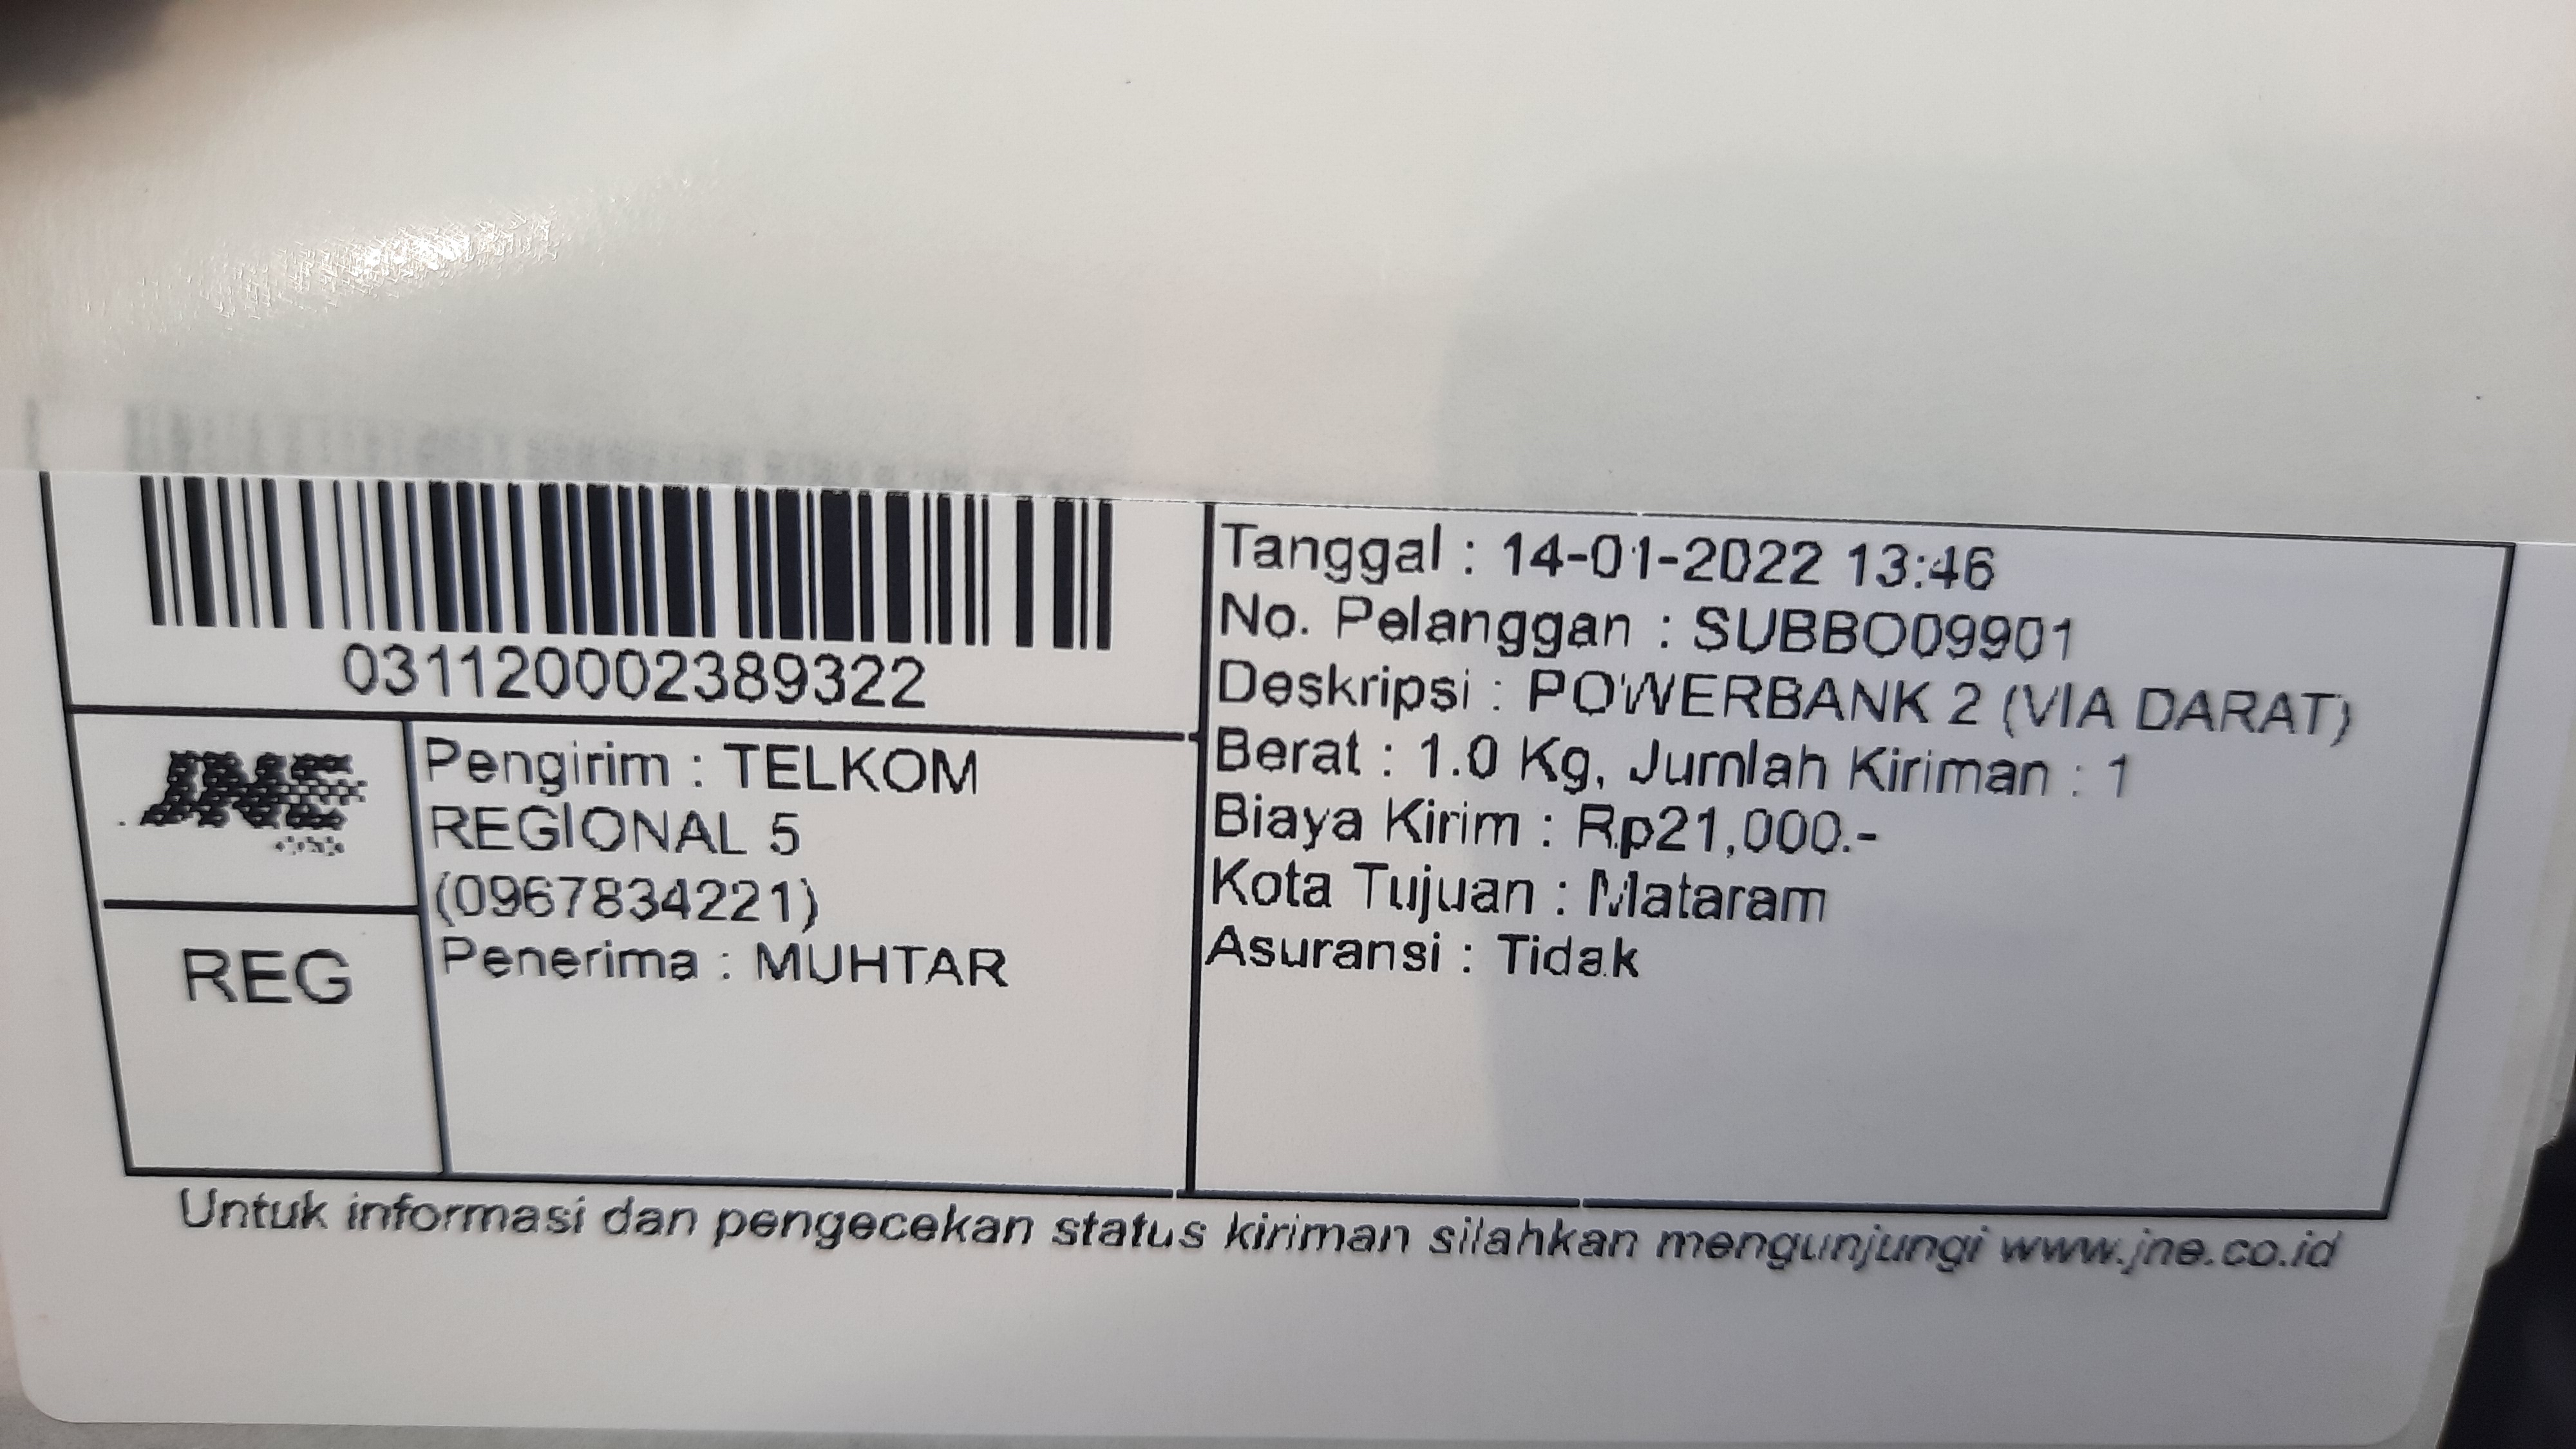 031120002389322
JNE
REG
Pengirim : TELKOM
REGIONAL 5
(0967834221)
Penerima : MUHTAR
Tanggal : 14-01-2022 13:46
No. Pelanggan : SUBBO09901
Deskripsi : POWERBANK 2 (VIA DARAT)
Berat : 1.0 Kg, Jumlah Kiriman : 1
Biaya Kirim : Rp21,000.-
Kota Tujuan : Mataram
Asuransi : Tidak
Untuk informasi dan pengecekan status kiriman silahkan mengunjungi www.jne.co.id